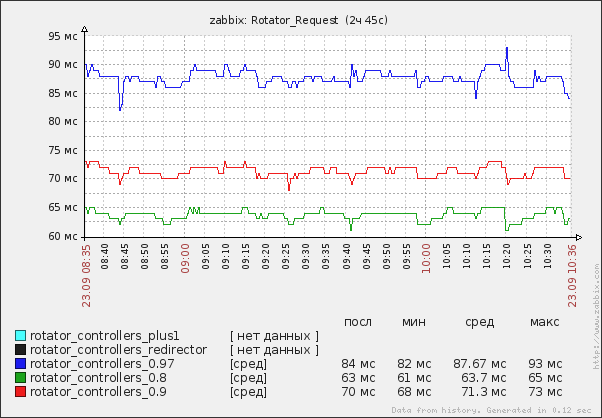 zabbix: Rotator_Request (2ч 45с)
95 мс
90 мс
85 мс
80 мс
75 мс
70 мс
65 мс
60 мс
23.09 08:35
08:40
08:45
08:50
08:55
09:00
09:05
09:10
09:15
09:20
09:25
09:30
09:35
09:40
09:45
09:50
09:55
10:00
10:05
10:10
10:15
10:20
10:25
10:30
23.09 10:36
посл мин сред макс
rotator_controllers_plus1 [ нет данных ]
rotator_controllers_redirector [ нет данных ]
rotator_controllers_0.97 [сред] 84 мс 82 мс 87.67 мс 93 мс
rotator_controllers_0.8 [сред] 63 мс 61 мс 63.7 мс 65 мс
rotator_controllers_0.9 [сред] 70 мс 68 мс 71.3 мс 73 мс
Data from history. Generated in 0.12 sec
http://www.zabbix.com